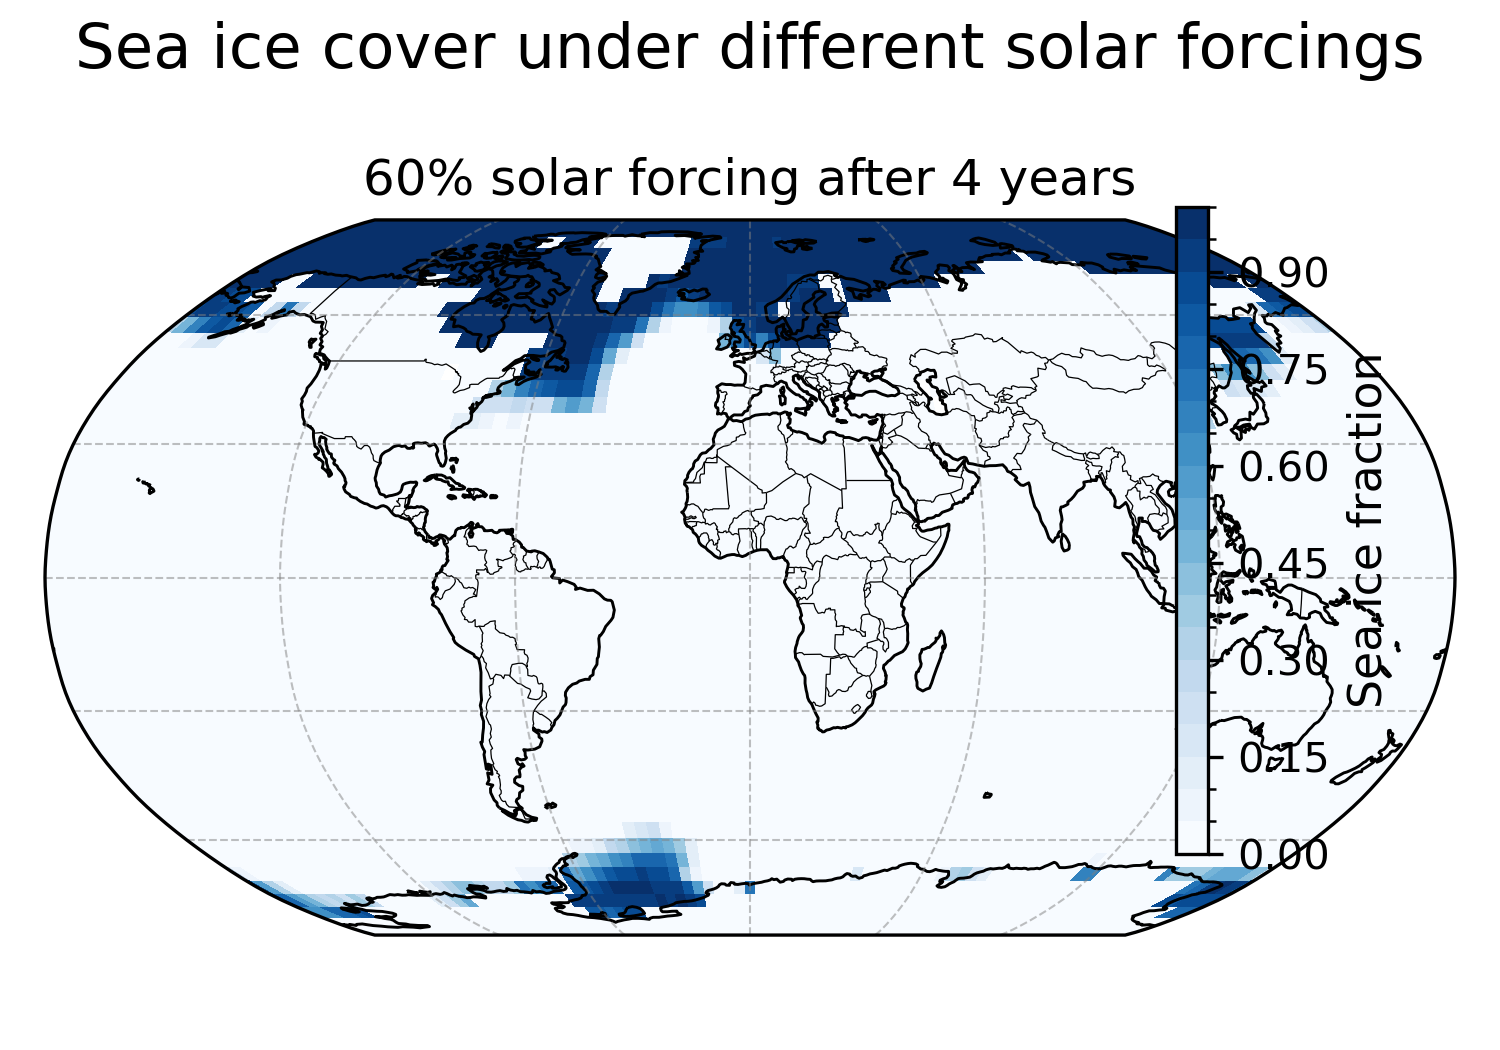 Sea ice cover under different solar forcings
60% solar forcing after 4 years
0.90
0.75
0.60
0.45
0.30
0.15
0.00
Sea ice fraction